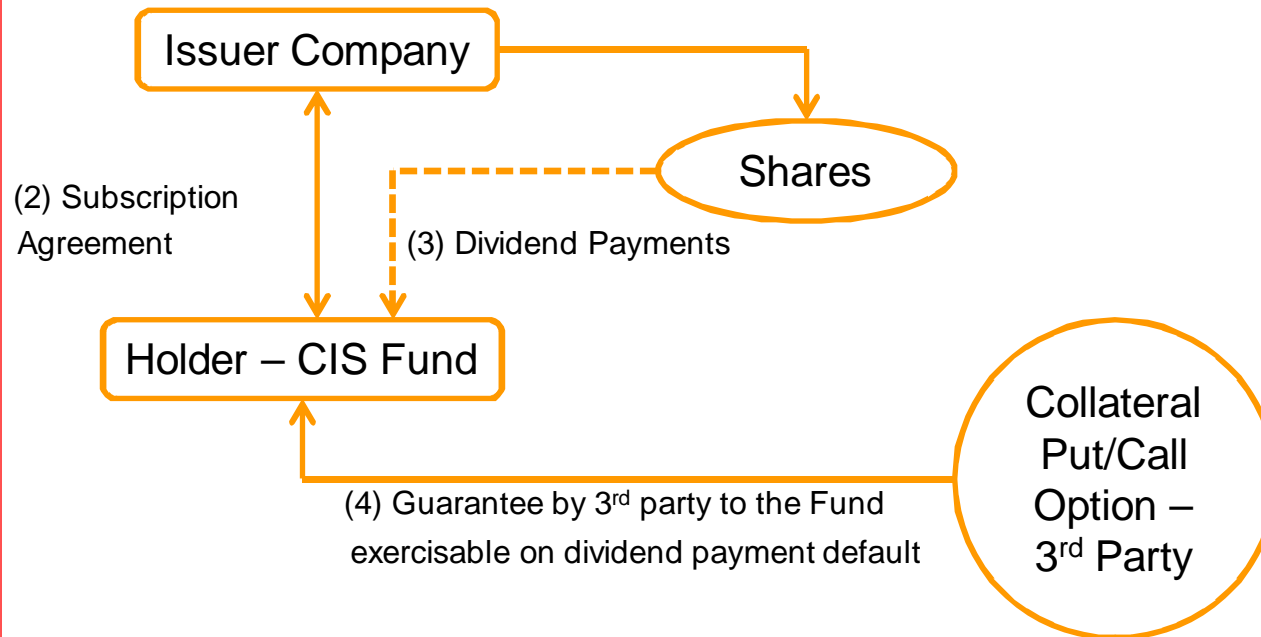 Issuer Company
Shares
(2) Subscription
Agreement
(3) Dividend Payments
Holder – CIS Fund
Collateral
Put/Call
Option –
3rd Party
(4) Guarantee by 3rd party to the Fund
exercisable on dividend payment default